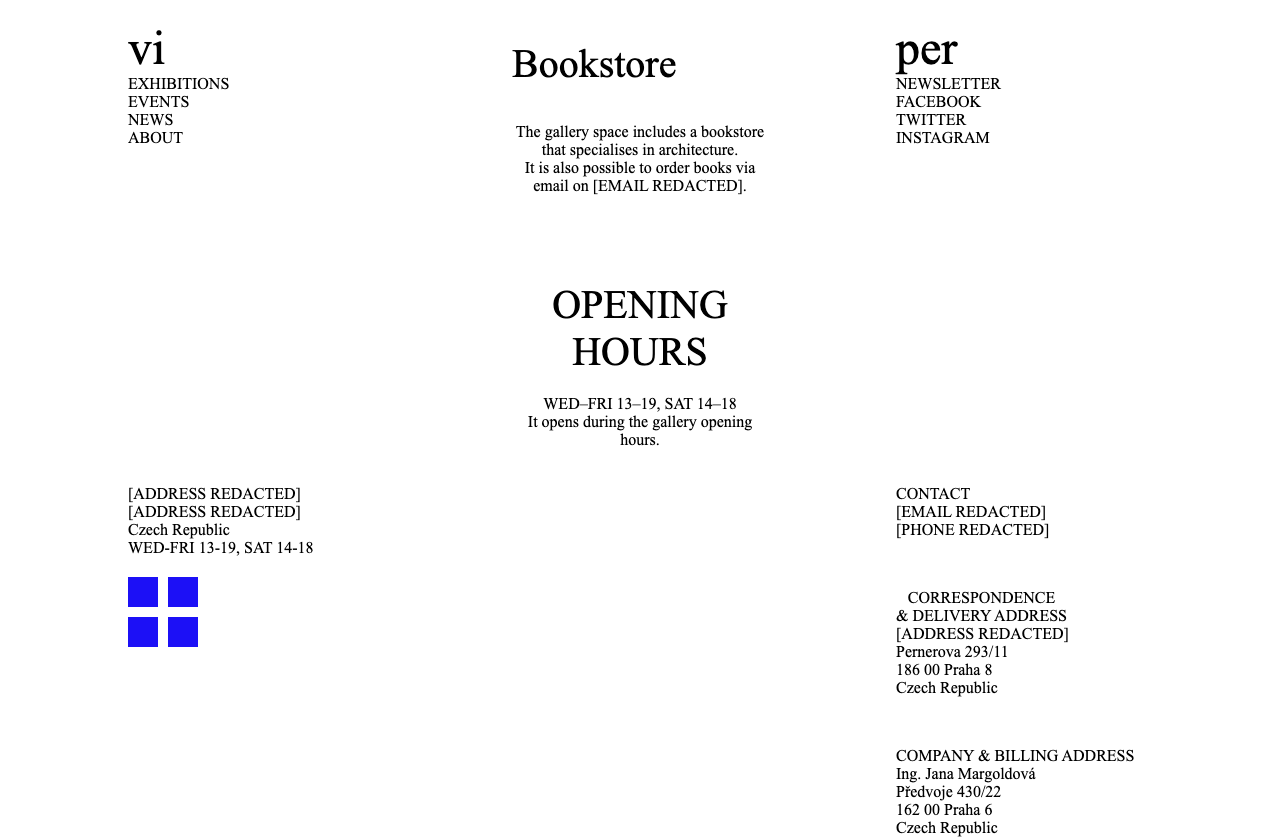 vi
EXHIBITIONS
EVENTS
NEWS
ABOUT
Bookstore
The gallery space includes a bookstore
that specialises in architecture.
It is also possible to order books via
email on [EMAIL REDACTED].
OPENING
HOURS
WED–FRI 13–19, SAT 14–18
It opens during the gallery opening
hours.
per
NEWSLETTER
FACEBOOK
TWITTER
INSTAGRAM
[ADDRESS REDACTED]
[ADDRESS REDACTED]
Czech Republic
WED-FRI 13-19, SAT 14-18
CONTACT
[EMAIL REDACTED]
[PHONE REDACTED]
CORRESPONDENCE
& DELIVERY ADDRESS
[ADDRESS REDACTED]
Pernerova 293/11
186 00 Praha 8
Czech Republic
COMPANY & BILLING ADDRESS
Ing. Jana Margoldová
Předvoje 430/22
162 00 Praha 6
Czech Republic